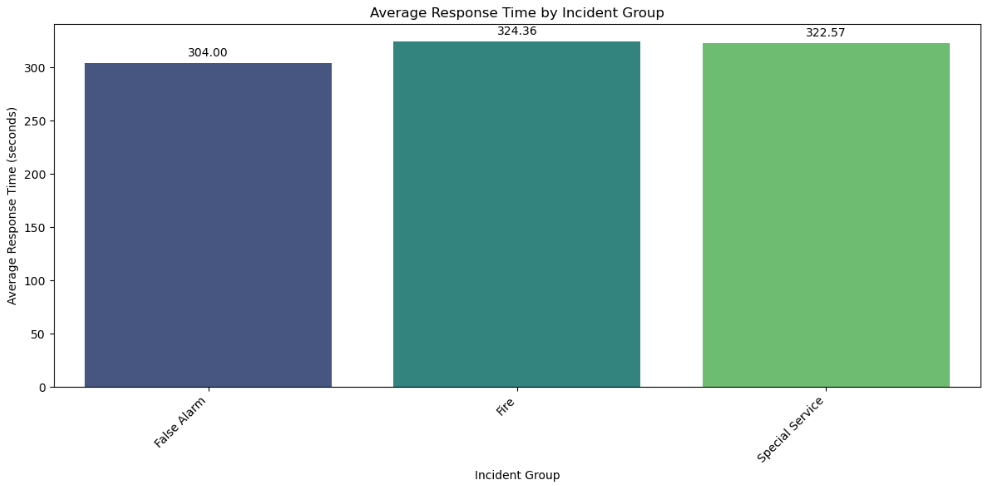 Average Response Time by Incident Group
304.00
324.36
322.57
Average Response Time (seconds)
300
250
200
150
100
50
0
False Alarm
Fire
Special Service
Incident Group